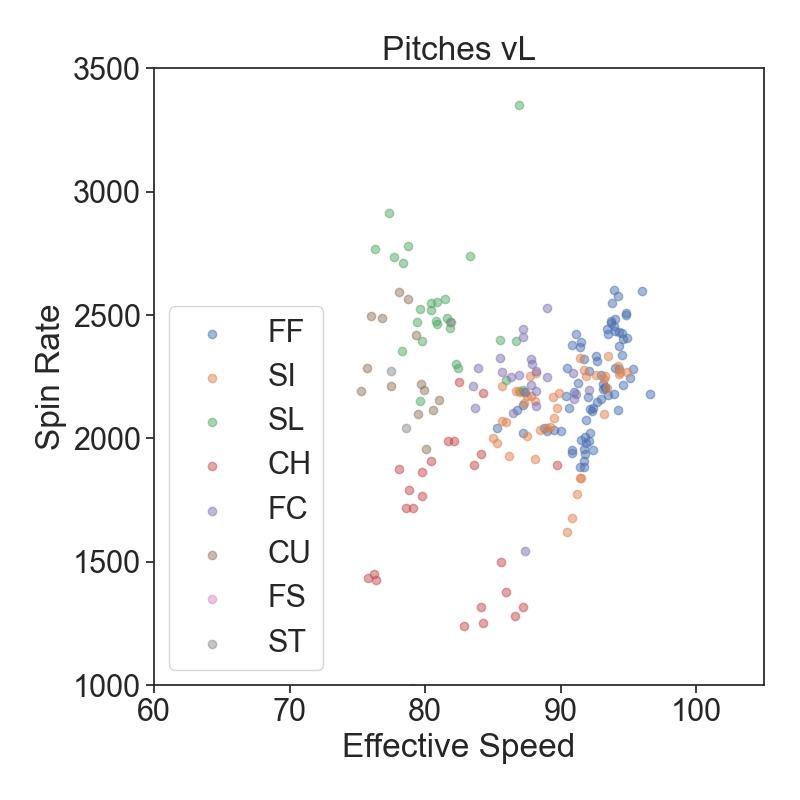 Pitches vL
3500
3000
2500
2000
1500
1000
Spin Rate
FF
SI
SL
CH
FC
CU
FS
ST
60 70 80 90 100
Effective Speed